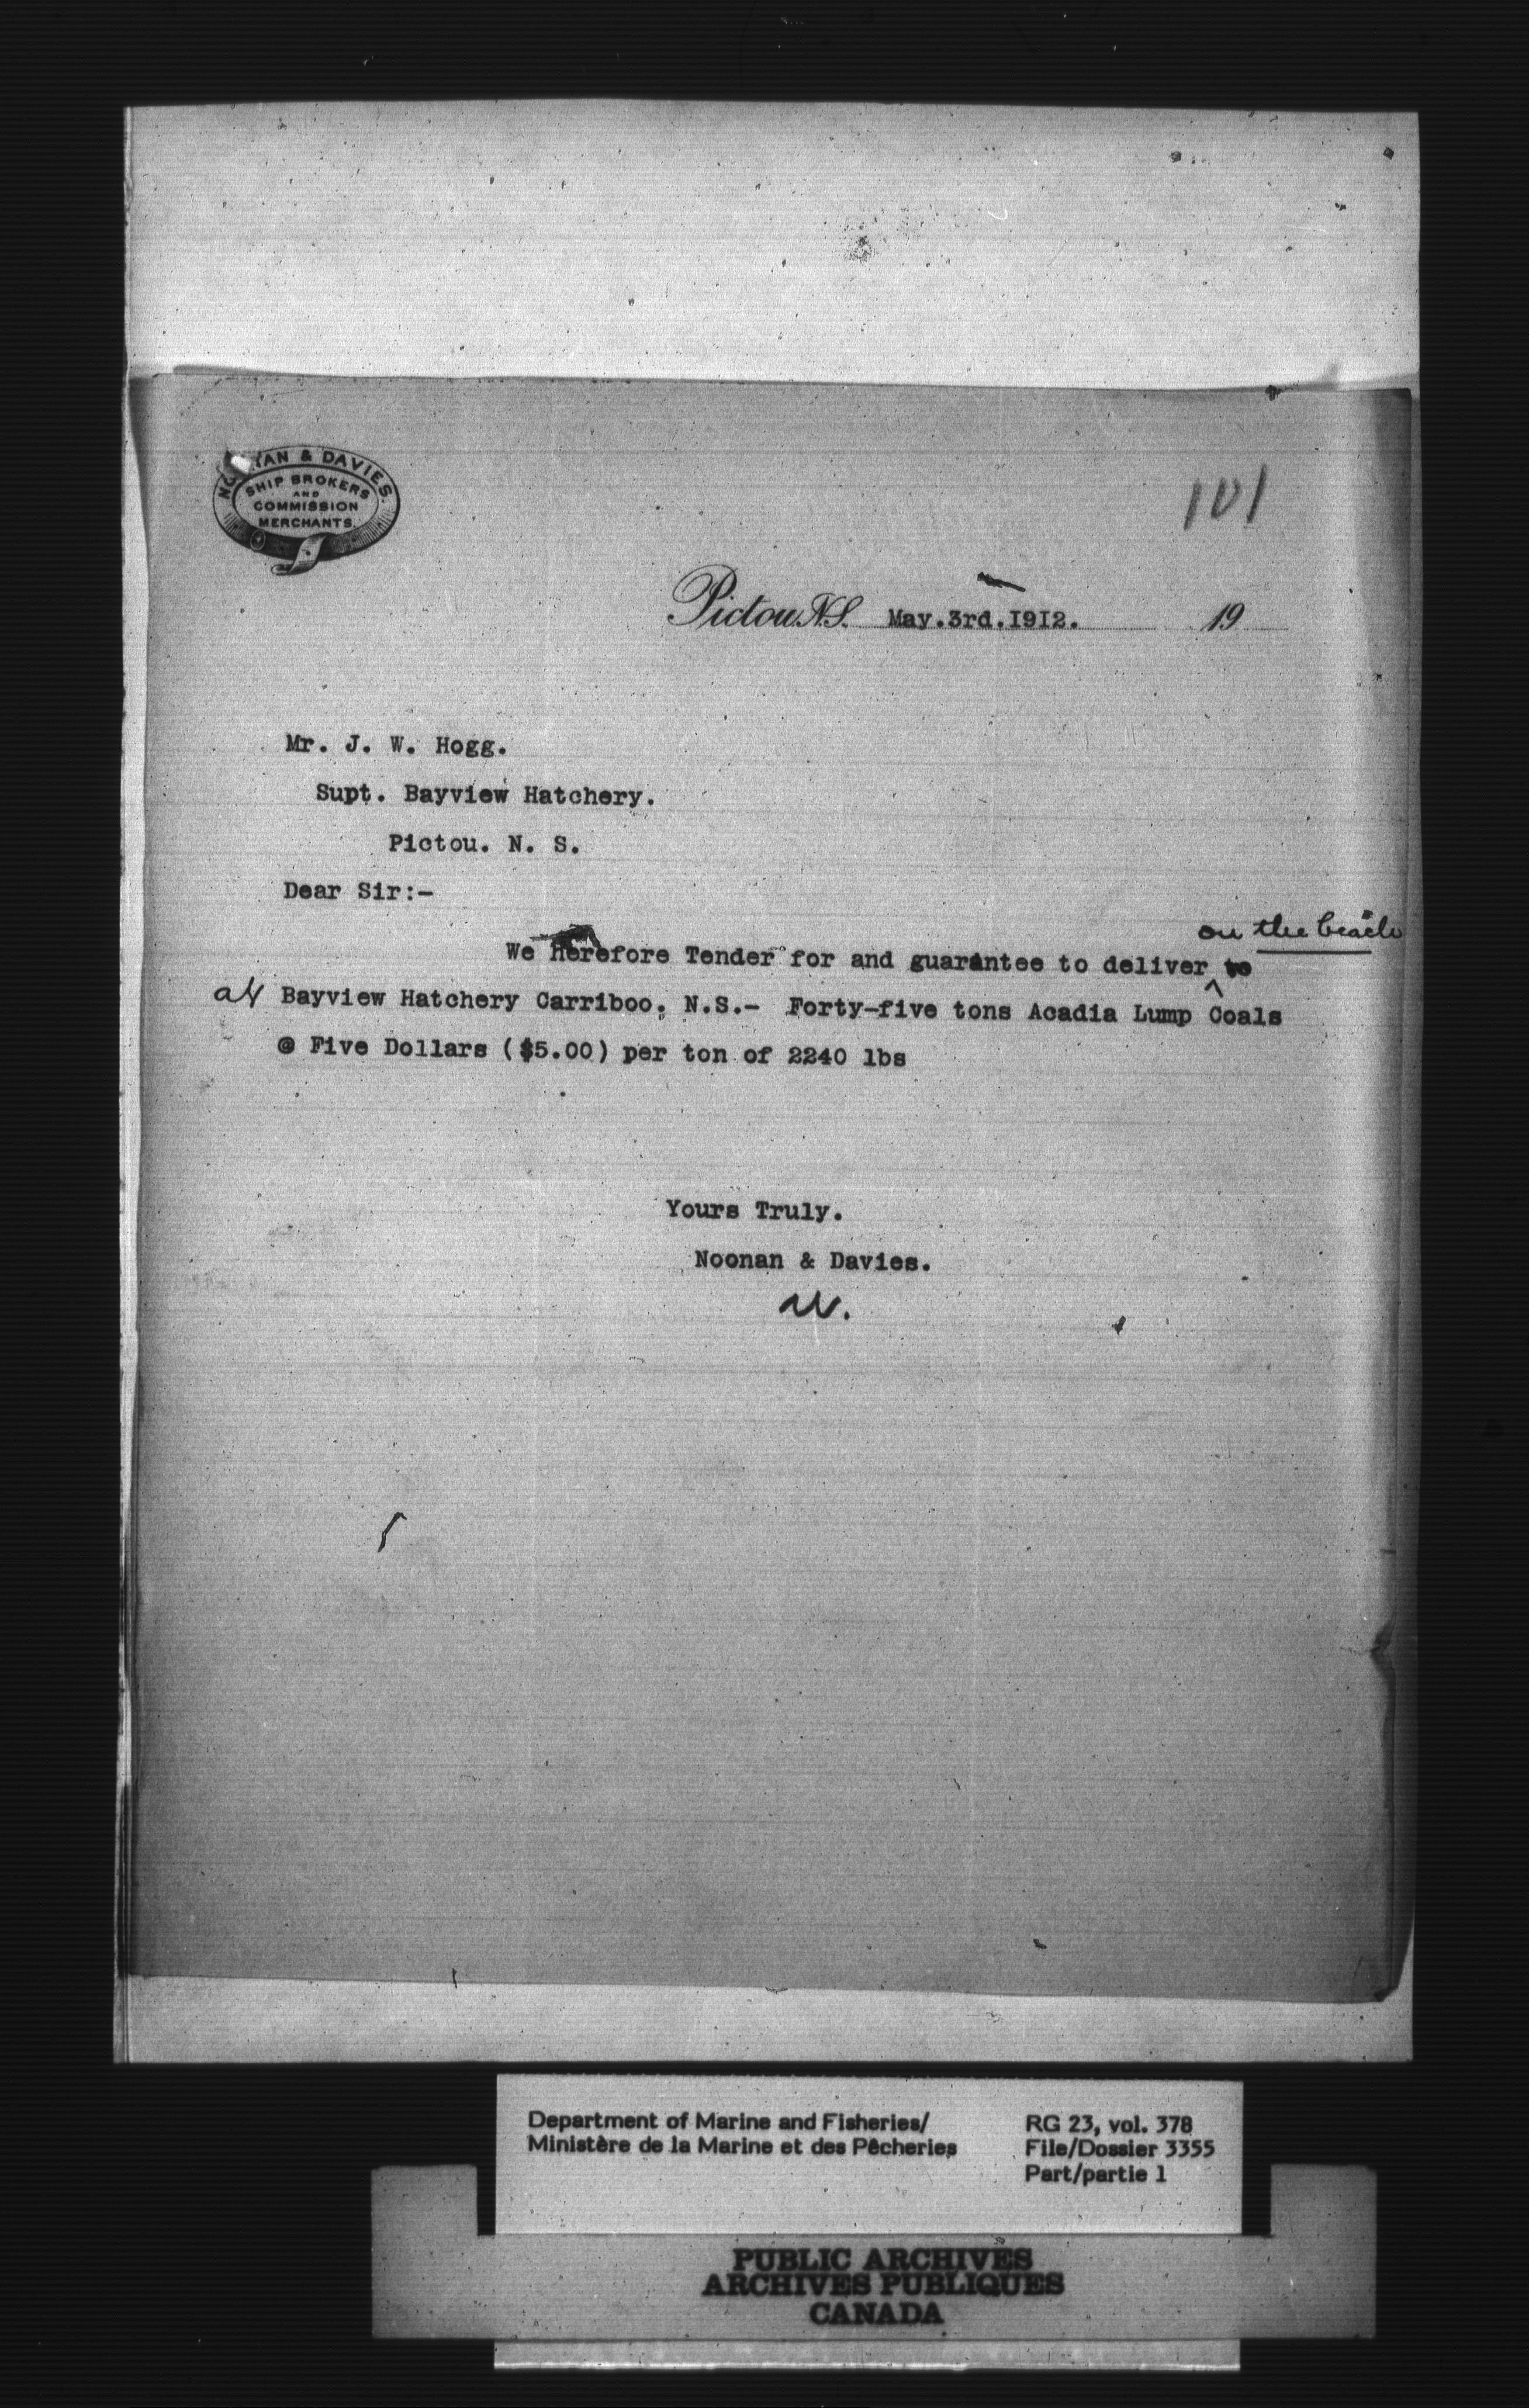 NOONAN & DAVIES.
SHIP BROKERS
AND
COMMISSION
MERCHANTS.
101
Pictou N.S. May.3rd.1912. 19
Mr. J. W. Hogg.
Supt. Bayview Hatchery.
Pictou. N. S.
Dear Sir:-
on the beach
We Herefore Tender for and guarantee to deliver to
at Bayview Hatchery Carriboo. N.S.- Forty-five tons Acadia Lump Coals
@ Five Dollars ($5.00) per ton of 2240 lbs
Yours Truly.
Noonan & Davies.
Department of Marine and Fisheries/ RG 23, vol. 378
Ministère de la Marine et des Pêcheries File/Dossier 3355
Part/partie 1
PUBLIC ARCHIVES
ARCHIVES PUBLIQUES
CANADA